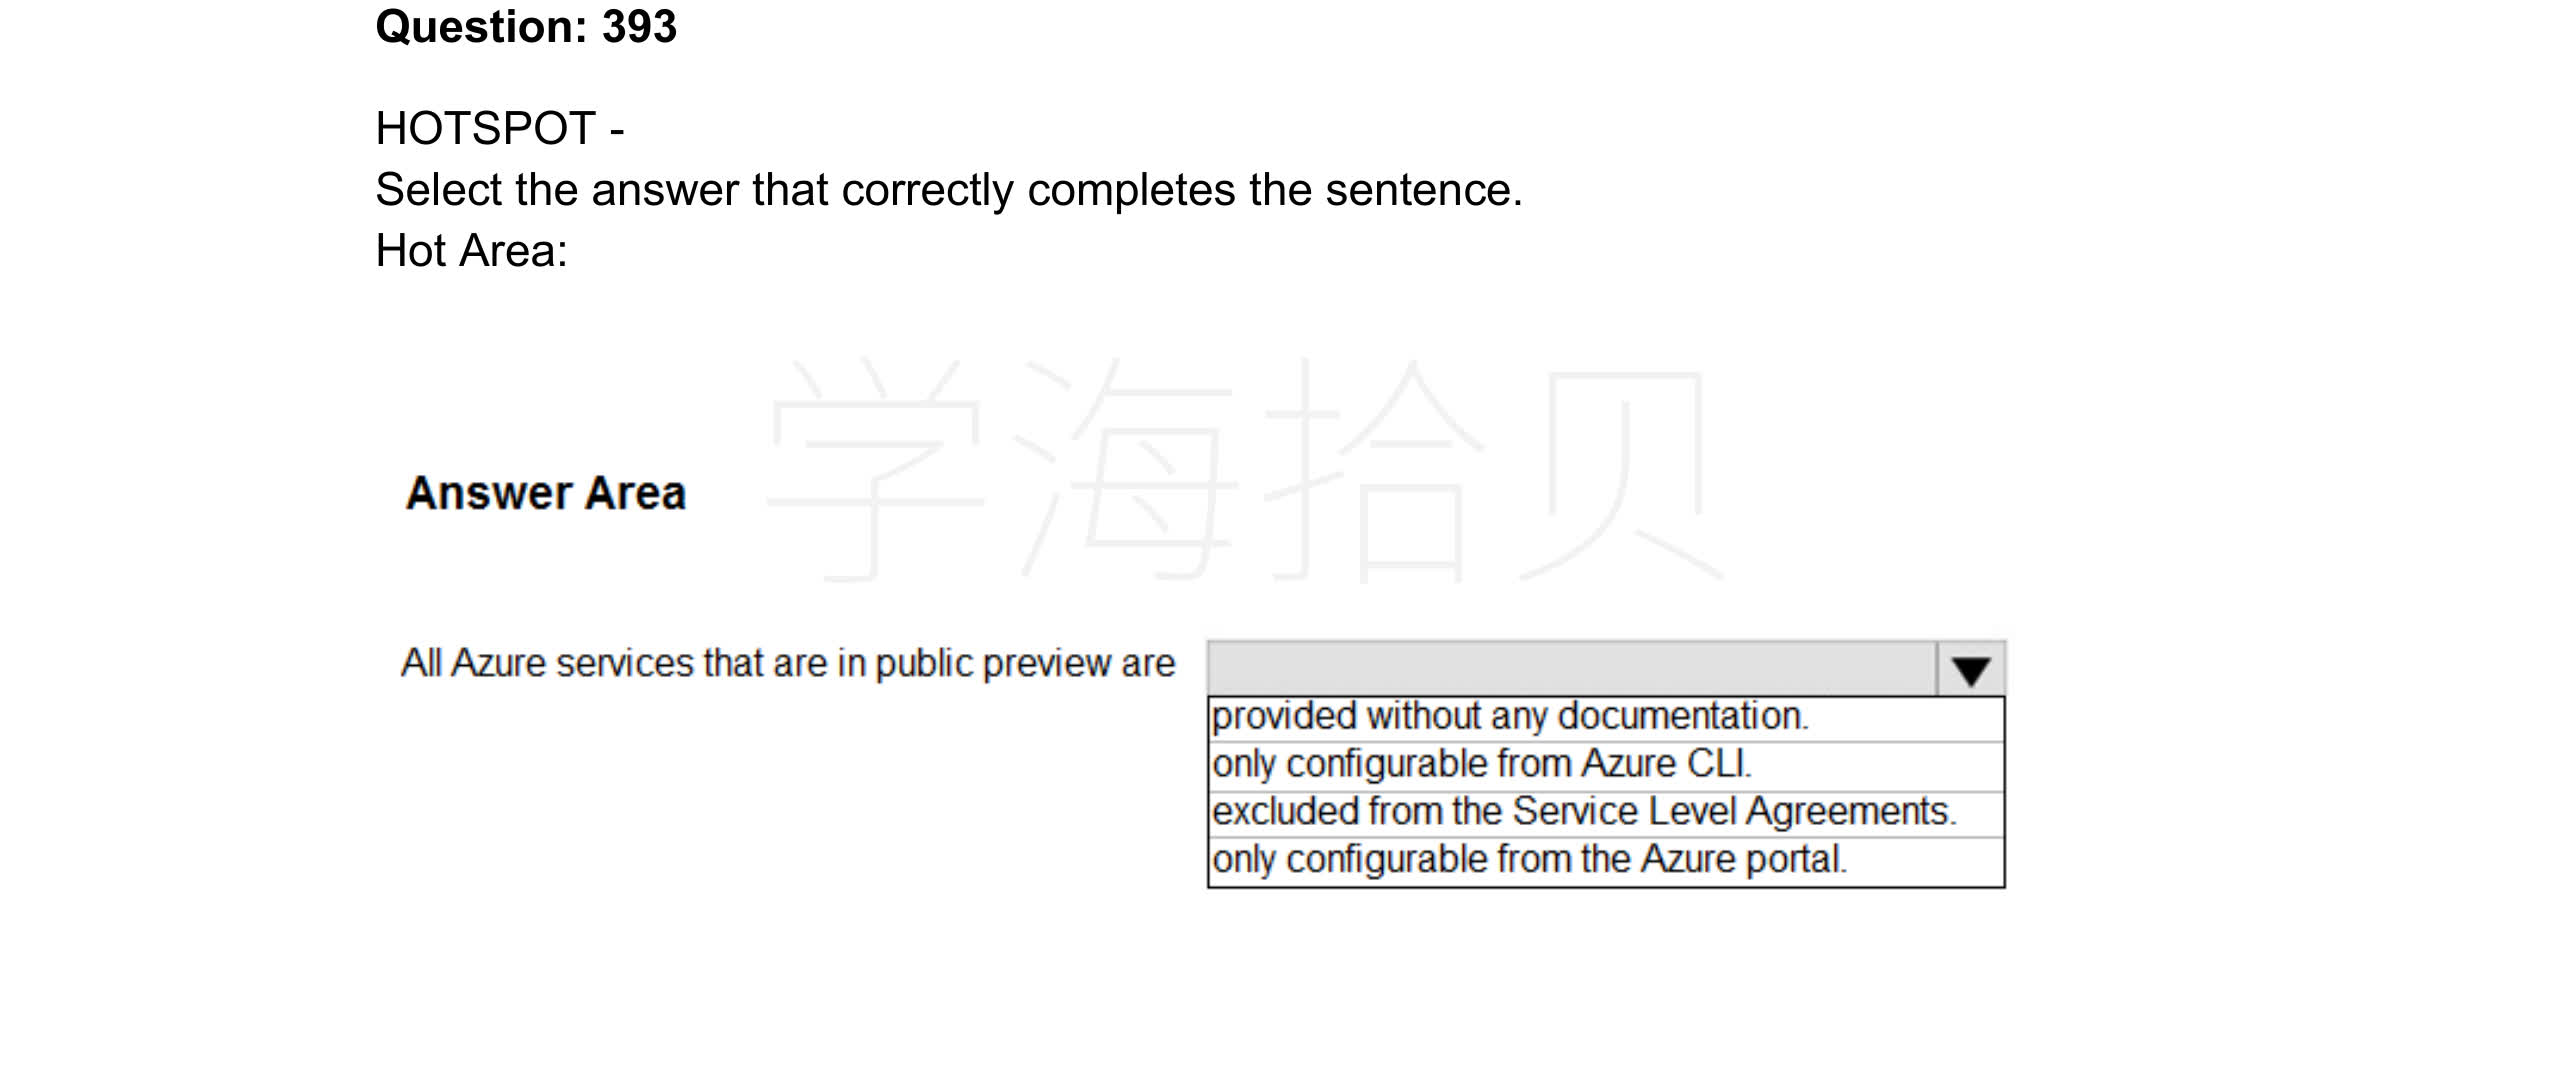 Question: 393
HOTSPOT -
Select the answer that correctly completes the sentence.
Hot Area:
学海拾贝
Answer Area
All Azure services that are in public preview are
provided without any documentation.
only configurable from Azure CLI.
excluded from the Service Level Agreements.
only configurable from the Azure portal.